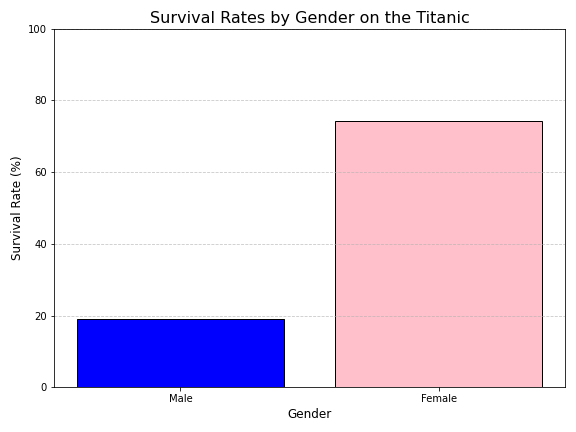 Survival Rates by Gender on the Titanic
100
80
60
40
20
0
Survival Rate (%)
Male Female
Gender